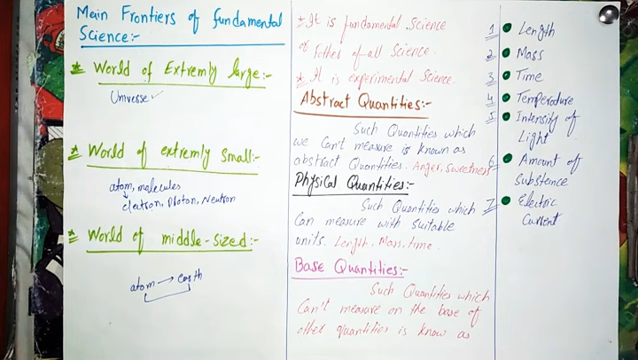 Main Frontiers of fundamental
Science:-
* World of Extremly large:-
Universe
* World of extremly Small:-
atom, molecules
electron, Proton, Neutron
* World of middle-sized:-
atom → earth
* It is fundamental Science
* Father of all Science.
* It is experimental Science.
Abstract Quantities:-
Such Quantities which
we can't measure is known as
abstract Quantities. Anger, Sweetness
Physical Quantities:-
Such Quantities which
Can measure with suitable
units. Length, Mass, time.
Base Quantities:-
Such Quantities which
Can't measure on the base of
other quantities is know as
1 Length
2 Mass
3 Time
4 Temperature
5 Intensity of
Light
6 Amount of
Substence
7 Electric
Current